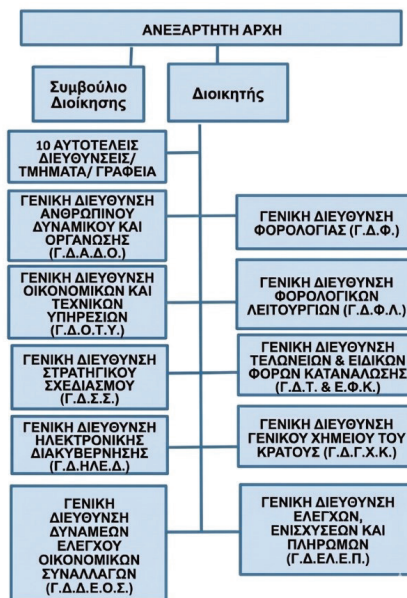 ΑΝΕΞΑΡΤΗΤΗ ΑΡΧΗ
Συμβούλιο
Διοίκησης
Διοικητής
10 ΑΥΤΟΤΕΛΕΙΣ
ΔΙΕΥΘΥΝΣΕΙΣ/
ΤΜΗΜΑΤΑ/ ΓΡΑΦΕΙΑ
ΓΕΝΙΚΗ ΔΙΕΥΘΥΝΣΗ
ΑΝΘΡΩΠΙΝΟΥ
ΔΥΝΑΜΙΚΟΥ ΚΑΙ
ΟΡΓΑΝΩΣΗΣ
(Γ.Δ.Α.Δ.Ο.)
ΓΕΝΙΚΗ ΔΙΕΥΘΥΝΣΗ
ΦΟΡΟΛΟΓΙΑΣ (Γ.Δ.Φ.)
ΓΕΝΙΚΗ ΔΙΕΥΘΥΝΣΗ
ΟΙΚΟΝΟΜΙΚΩΝ ΚΑΙ
ΤΕΧΝΙΚΩΝ
ΥΠΗΡΕΣΙΩΝ
(Γ.Δ.Ο.Τ.Υ.)
ΓΕΝΙΚΗ ΔΙΕΥΘΥΝΣΗ
ΦΟΡΟΛΟΓΙΚΩΝ
ΛΕΙΤΟΥΡΓΙΩΝ (Γ.Δ.Φ.Λ.)
ΓΕΝΙΚΗ ΔΙΕΥΘΥΝΣΗ
ΣΤΡΑΤΗΓΙΚΟΥ
ΣΧΕΔΙΑΣΜΟΥ
(Γ.Δ.Σ.Σ.)
ΓΕΝΙΚΗ ΔΙΕΥΘΥΝΣΗ
ΤΕΛΩΝΕΙΩΝ & ΕΙΔΙΚΩΝ
ΦΟΡΩΝ ΚΑΤΑΝΑΛΩΣΗΣ
(Γ.Δ.Τ. & Ε.Φ.Κ.)
ΓΕΝΙΚΗ ΔΙΕΥΘΥΝΣΗ
ΗΛΕΚΤΡΟΝΙΚΗΣ
ΔΙΑΚΥΒΕΡΝΗΣΗΣ
(Γ.Δ.ΗΛΕ.Δ.)
ΓΕΝΙΚΗ ΔΙΕΥΘΥΝΣΗ
ΓΕΝΙΚΟΥ ΧΗΜΕΙΟΥ ΤΟΥ
ΚΡΑΤΟΥΣ (Γ.Δ.Γ.Χ.Κ.)
ΓΕΝΙΚΗ
ΔΙΕΥΘΥΝΣΗ
ΔΥΝΑΜΕΩΝ
ΕΛΕΓΧΟΥ
ΟΙΚΟΝΟΜΙΚΩΝ
ΣΥΝΑΛΛΑΓΩΝ
(Γ.Δ.Δ.Ε.Ο.Σ.)
ΓΕΝΙΚΗ ΔΙΕΥΘΥΝΣΗ
ΕΛΕΓΧΩΝ,
ΕΝΙΣΧΥΣΕΩΝ ΚΑΙ
ΠΛΗΡΩΜΩΝ
(Γ.Δ.ΕΛ.Ε.Π.)